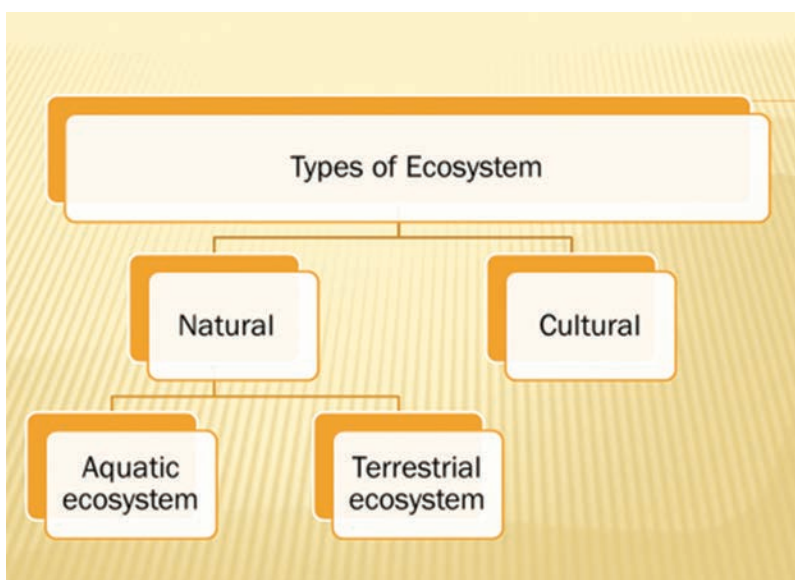 Types of Ecosystem
Natural
Cultural
Aquatic
ecosystem
Terrestrial
ecosystem